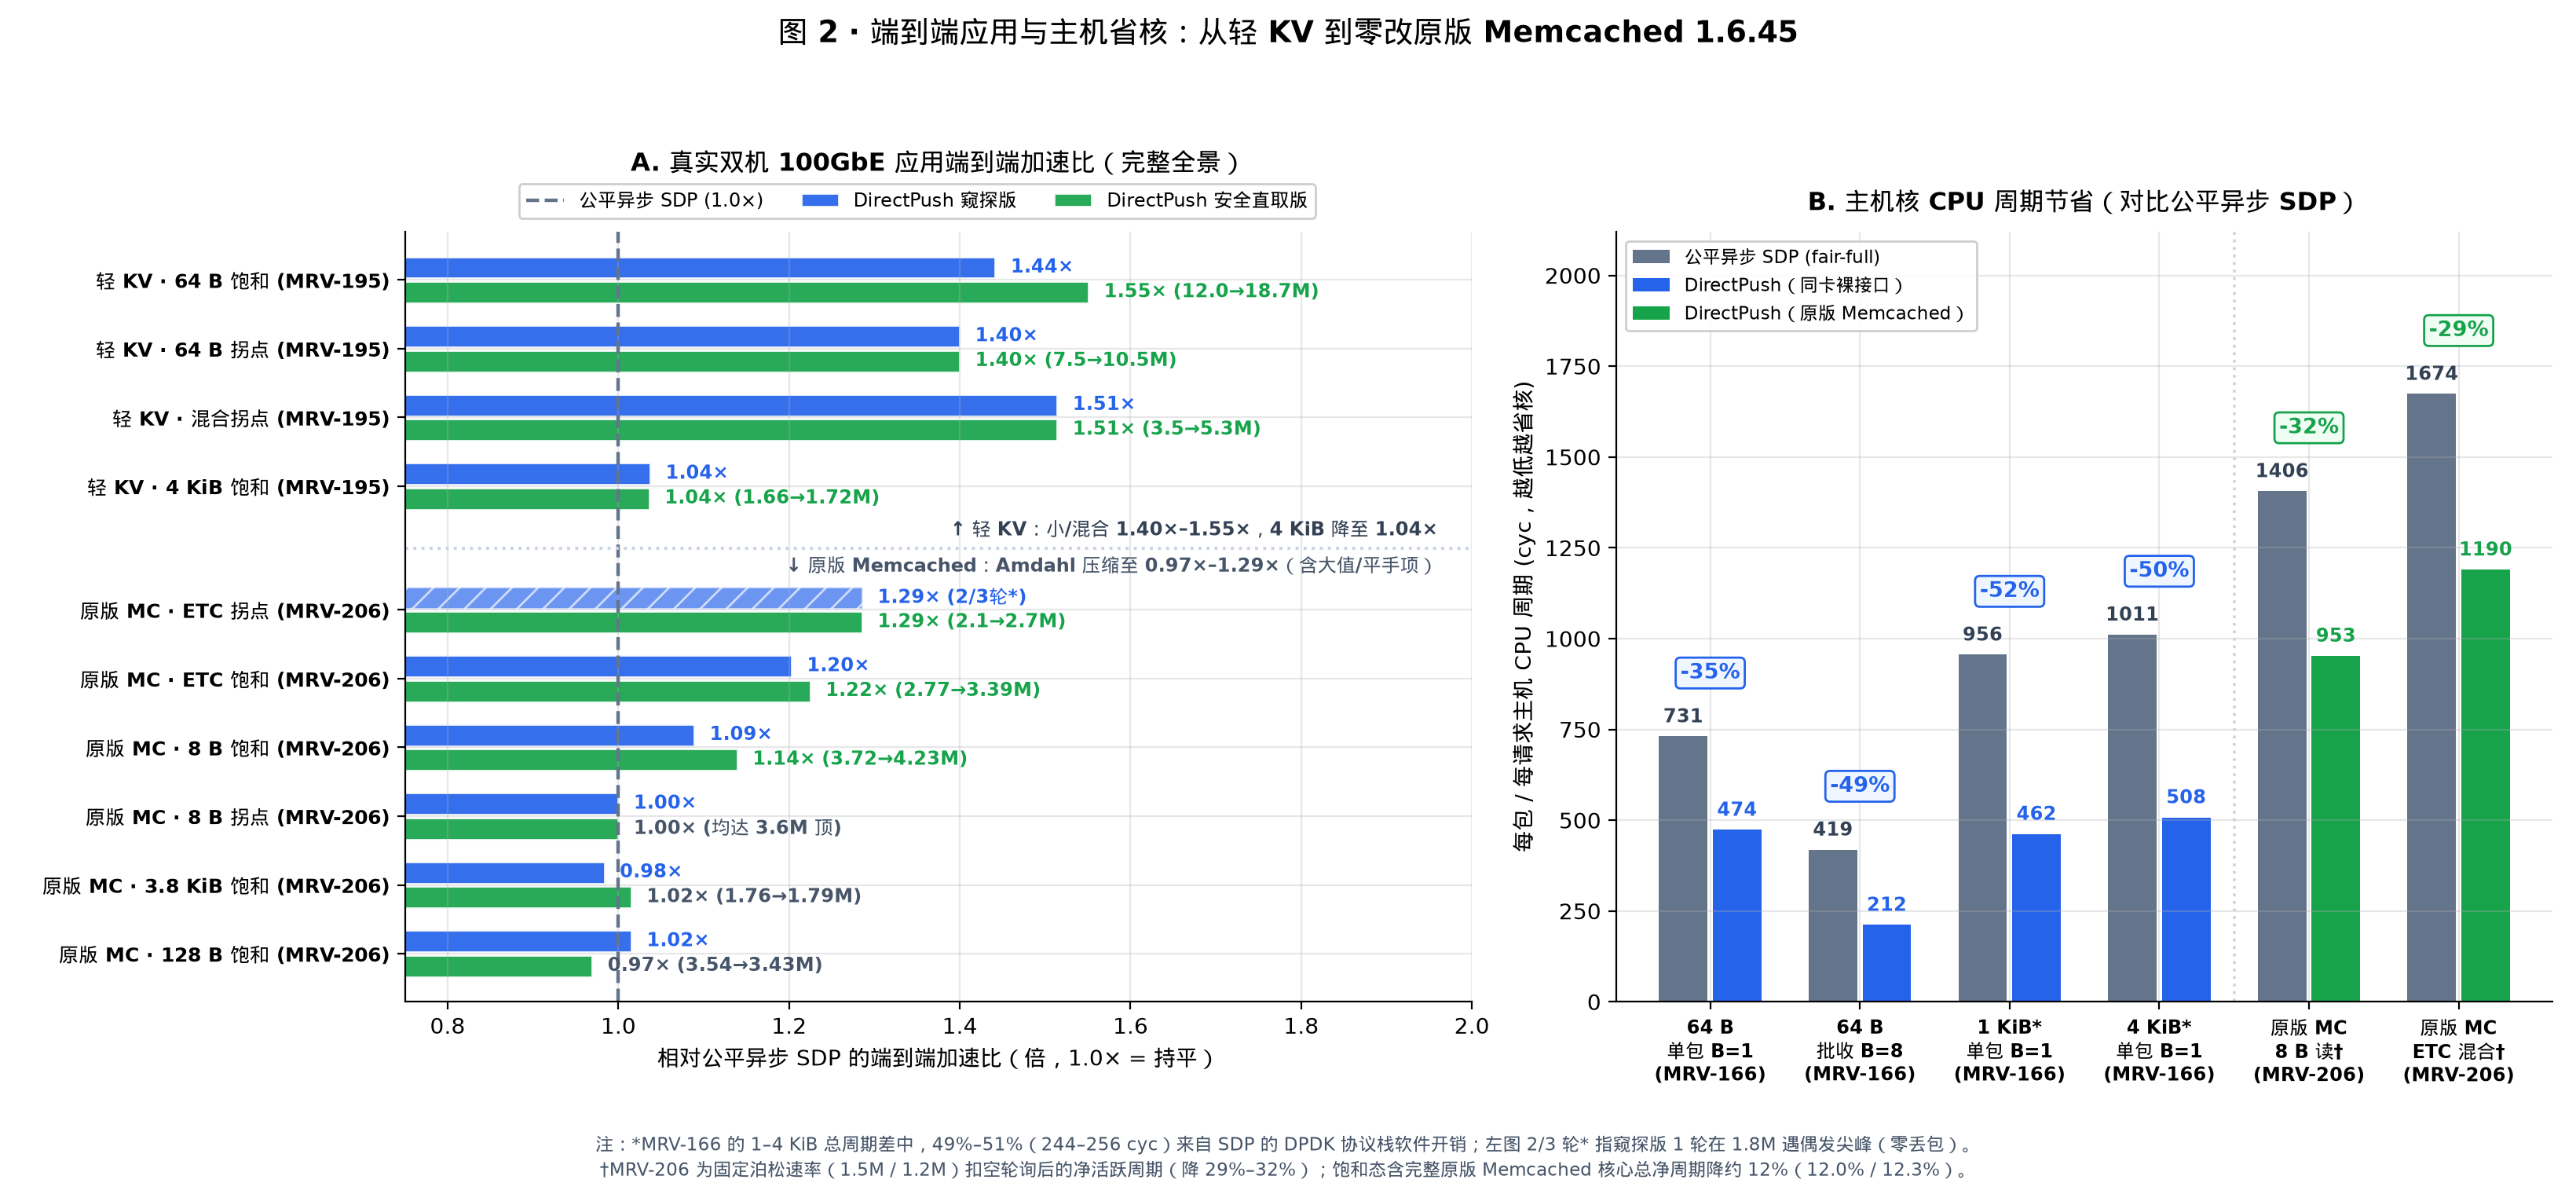 图 2 · 端到端应用与主机省核：从轻 KV 到零改原版 Memcached 1.6.45
A. 真实双机 100GbE 应用端到端加速比（完整全景）
公平异步 SDP (1.0×)
DirectPush 窥探版
DirectPush 安全直取版
轻 KV · 64 B 饱和 (MRV-195)
1.44×
1.55× (12.0→18.7M)
轻 KV · 64 B 拐点 (MRV-195)
1.40×
1.40× (7.5→10.5M)
轻 KV · 混合拐点 (MRV-195)
1.51×
1.51× (3.5→5.3M)
轻 KV · 4 KiB 饱和 (MRV-195)
1.04×
1.04× (1.66→1.72M)
↑ 轻 KV：小/混合 1.40×–1.55×，4 KiB 降至 1.04×
↓ 原版 Memcached：Amdahl 压缩至 0.97×–1.29×（含大值/平手项）
原版 MC · ETC 拐点 (MRV-206)
1.29× (2/3轮*)
1.29× (2.1→2.7M)
原版 MC · ETC 饱和 (MRV-206)
1.20×
1.22× (2.77→3.39M)
原版 MC · 8 B 饱和 (MRV-206)
1.09×
1.14× (3.72→4.23M)
原版 MC · 8 B 拐点 (MRV-206)
1.00×
1.00× (均达 3.6M 顶)
原版 MC · 3.8 KiB 饱和 (MRV-206)
0.98×
1.02× (1.76→1.79M)
原版 MC · 128 B 饱和 (MRV-206)
1.02×
0.97× (3.54→3.43M)
0.8 1.0 1.2 1.4 1.6 1.8 2.0
相对公平异步 SDP 的端到端加速比（倍，1.0× = 持平）
B. 主机核 CPU 周期节省（对比公平异步 SDP）
公平异步 SDP (fair-full)
DirectPush（同卡裸接口）
DirectPush（原版 Memcached）
每包 / 每请求主机 CPU 周期 (cyc，越低越省核)
2000
1750
1500
1250
1000
750
500
250
0
-35%
731
474
-49%
419
212
-52%
956
462
-50%
1011
508
-32%
1406
953
-29%
1674
1190
64 B
单包 B=1
(MRV-166)
64 B
批收 B=8
(MRV-166)
1 KiB*
单包 B=1
(MRV-166)
4 KiB*
单包 B=1
(MRV-166)
原版 MC
8 B 读†
(MRV-206)
原版 MC
ETC 混合†
(MRV-206)
注：*MRV-166 的 1–4 KiB 总周期差中，49%–51%（244–256 cyc）来自 SDP 的 DPDK 协议栈软件开销；左图 2/3 轮* 指窥探版 1 轮在 1.8M 遇偶发尖峰（零丢包）。
†MRV-206 为固定泊松速率（1.5M / 1.2M）扣空轮询后的净活跃周期（降 29%–32%）；饱和态含完整原版 Memcached 核心总净周期降约 12%（12.0% / 12.3%）。